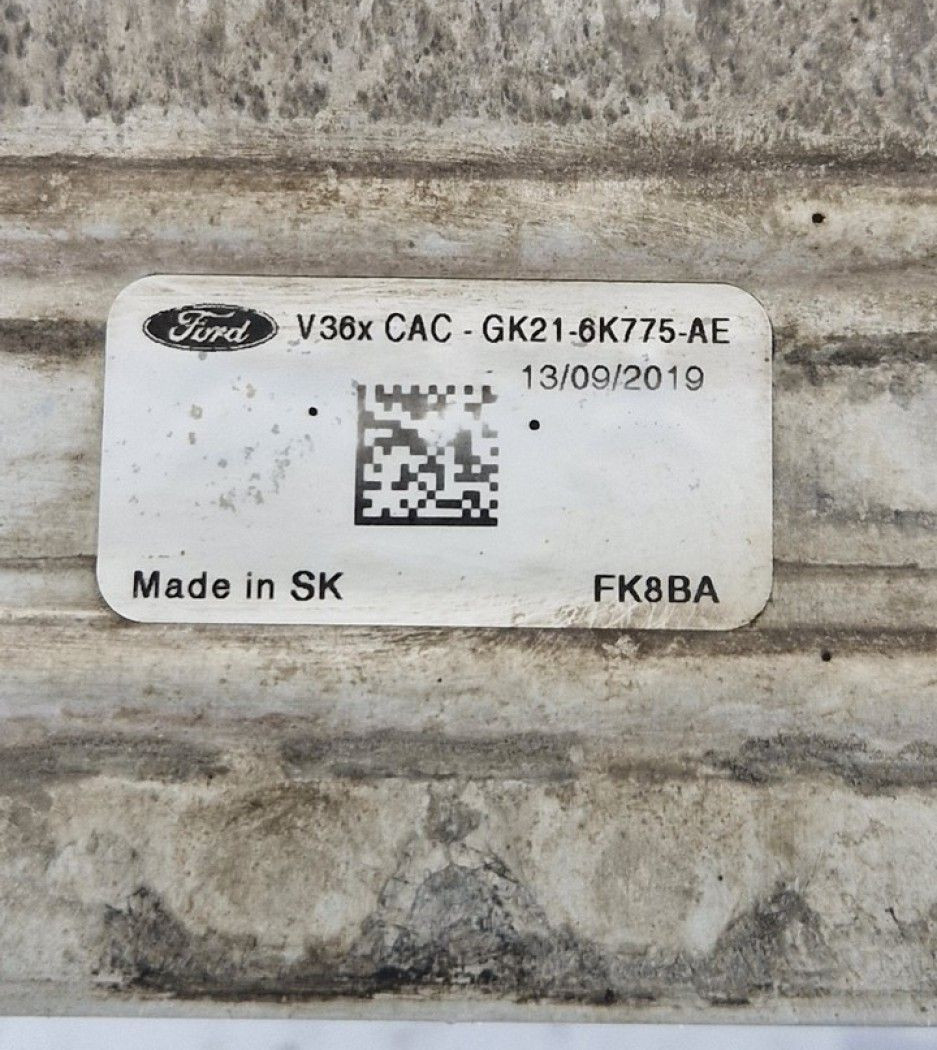 Ford V36x CAC - GK21-6K775-AE
13/09/2019
Made in SK FK8BA